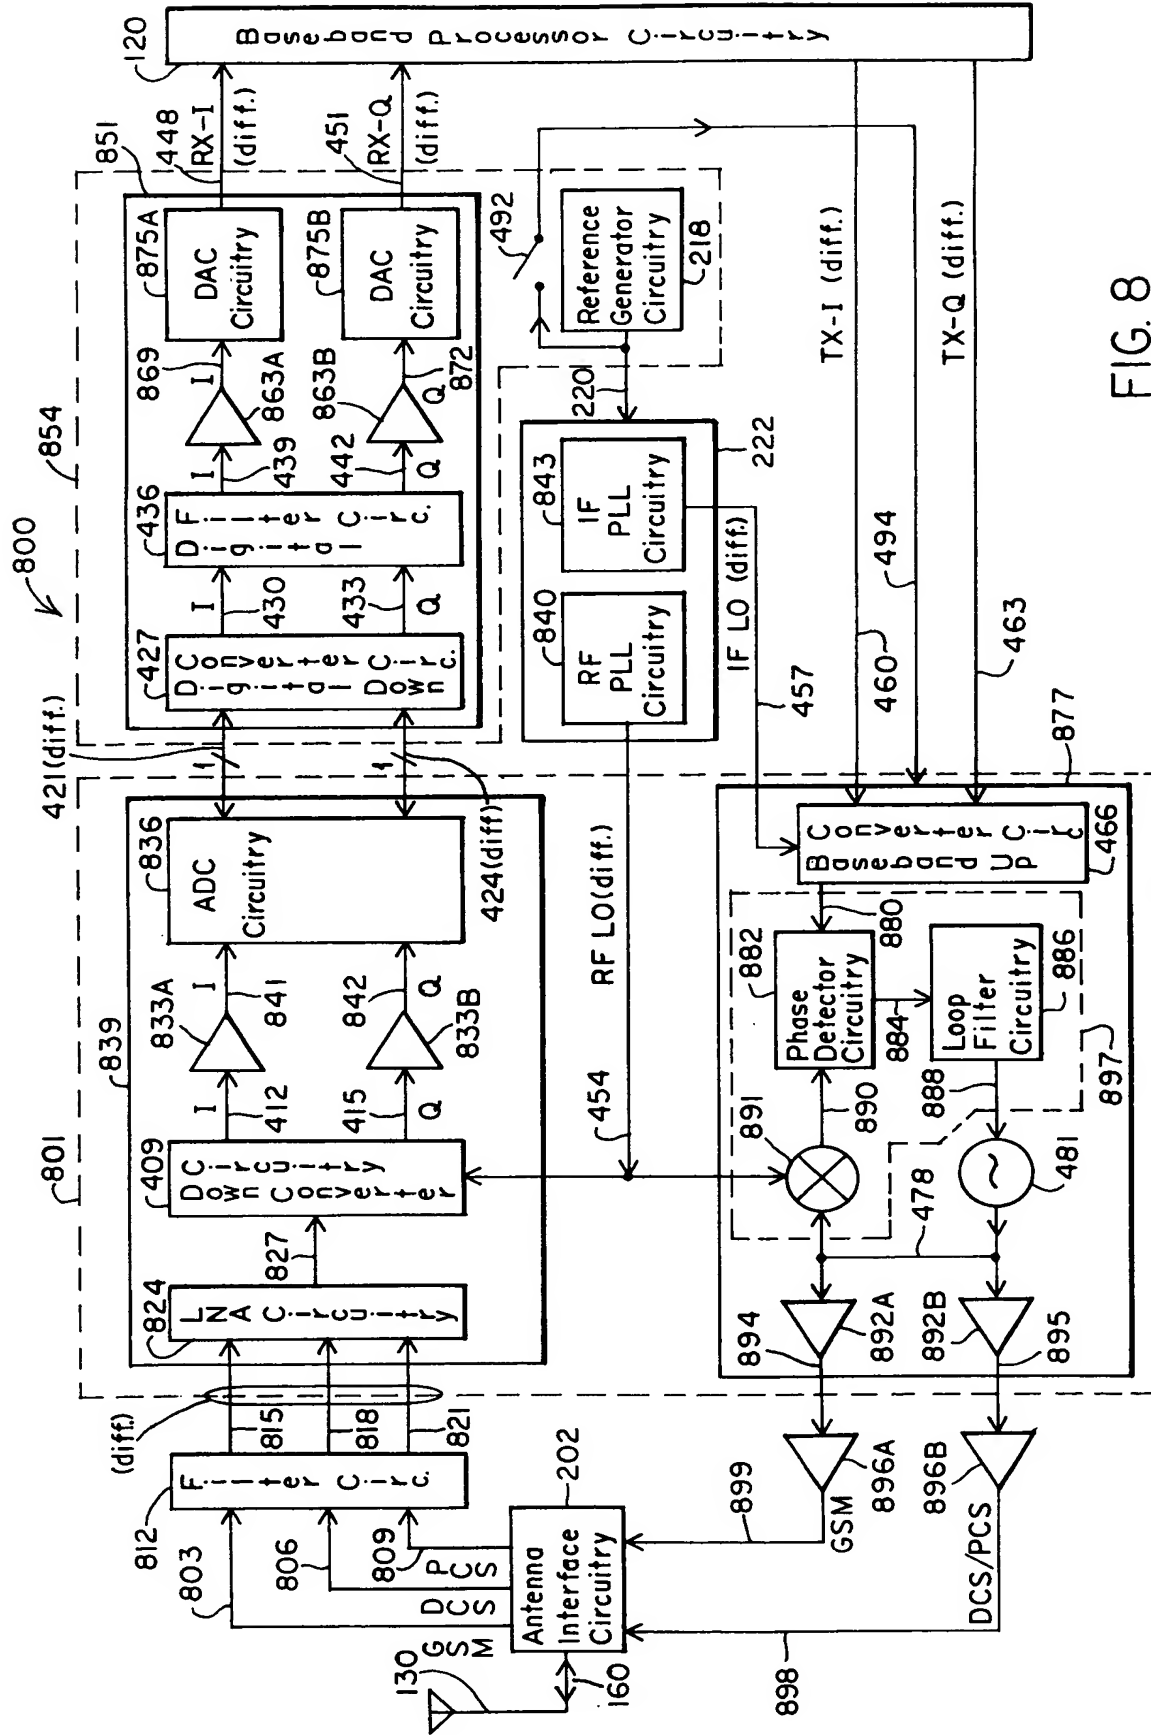 800
854
851
120
Baseband Processor Circuitry
448
RX-I
(diff.)
451
RX-Q
(diff.)
875A
DAC
Circuitry
875B
DAC
Circuitry
869
I
863A
863B
872
Q
436
Digital
Filter Circ.
I
439
442
Q
427
Digital Down
Converter Circ.
I
430
433
Q
421(diff.)
1
1
424(diff)
801
839
836
ADC
Circuitry
833A
I
841
842
Q
833B
409
Down Converter
Circuitry
I
412
415
Q
827
824
LNA Circuitry
(diff.)
815
818
821
812
Filter Circ.
803
806
809
GSM
DCS
PCS
130
160
202
Antenna
Interface
Circuitry
492
Reference
Generator
Circuitry
218
220
222
843
IF
PLL
Circuitry
840
RF
PLL
Circuitry
IF LO (diff.)
457
RF LO(diff.)
454
TX-I (diff.)
TX-Q (diff.)
460
494
463
877
Baseband Up
Converter Circ
466
880
882
Phase
Detector
Circuitry
884
Loop
Filter
Circuitry
886
888
890
891
897
481
478
892A
892B
894
895
896A
896B
899
GSM
DCS/PCS
898
FIG. 8